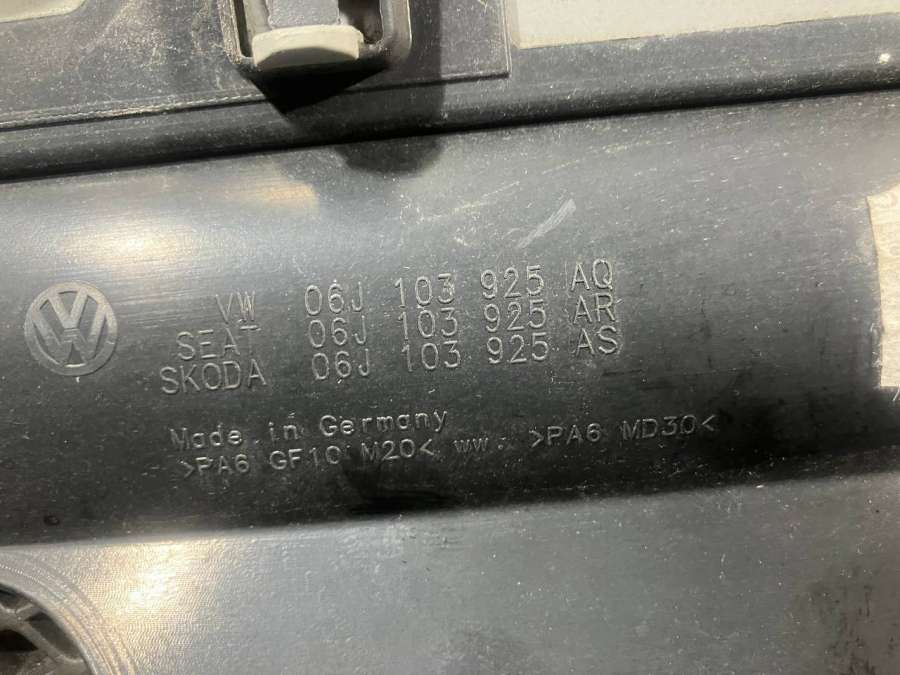 VW 06J 103 925 AQ
SEAT 06J 103 925 AR
SKODA 06J 103 925 AS
Made in Germany
>PA6 GF10 M20< ww. >PA6 MD30<